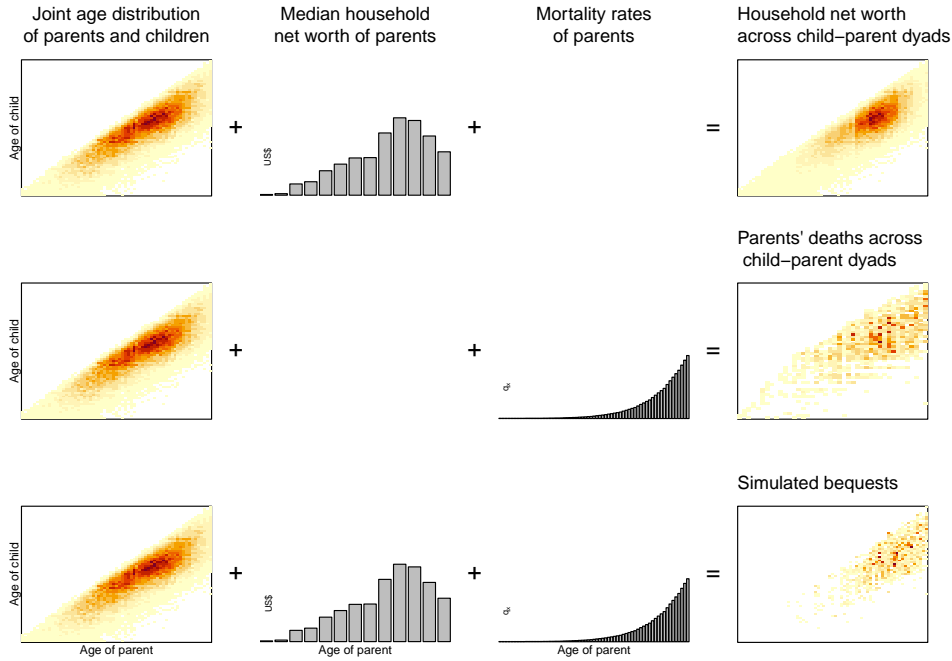 Joint age distribution
of parents and children
Median household
net worth of parents
Mortality rates
of parents
Household net worth
across child−parent dyads
Age of child
+
US$
+
=
Parents' deaths across
child−parent dyads
Age of child
+
+
qx
=
Simulated bequests
Age of child
+
US$
+
qx
=
Age of parent
Age of parent
Age of parent